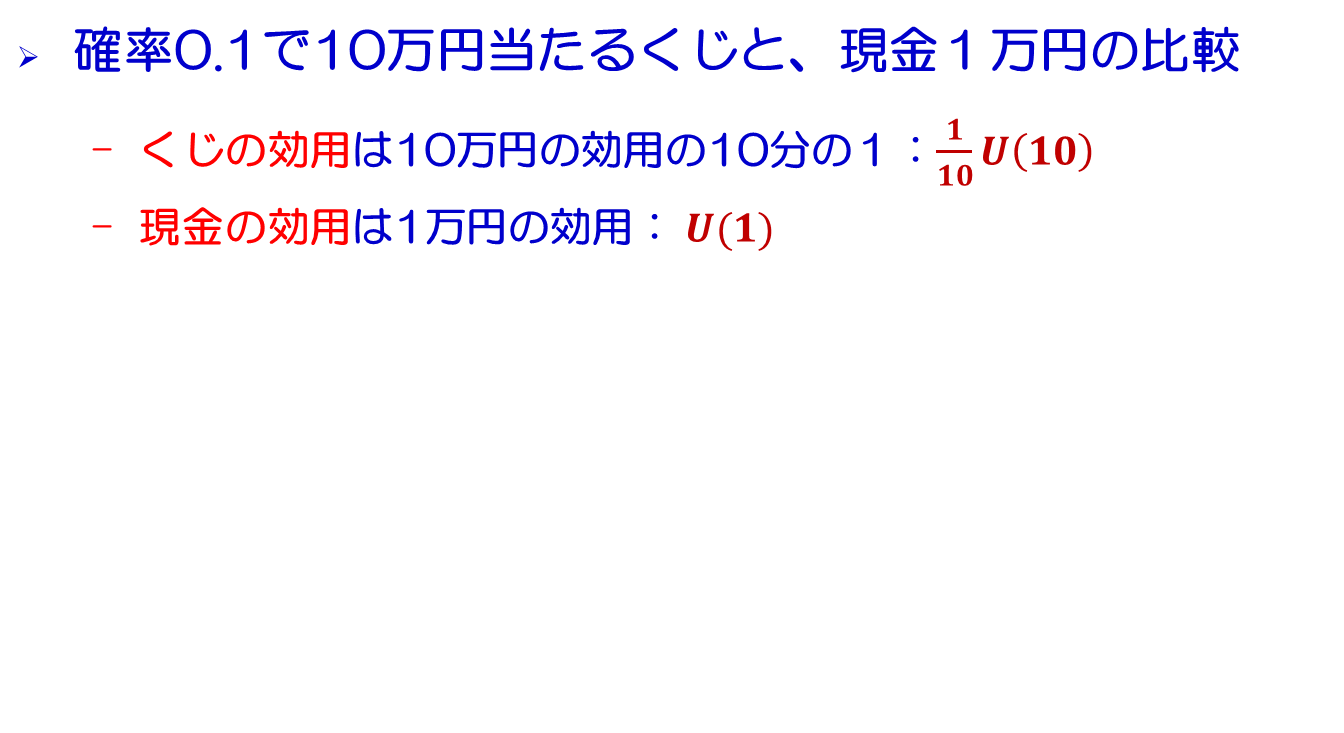 ➢ 確率0.1で10万円当たるくじと、現金１万円の比較
– くじの効用は10万円の効用の10分の１：$\frac{1}{10}U(10)$
– 現金の効用は1万円の効用： $U(1)$